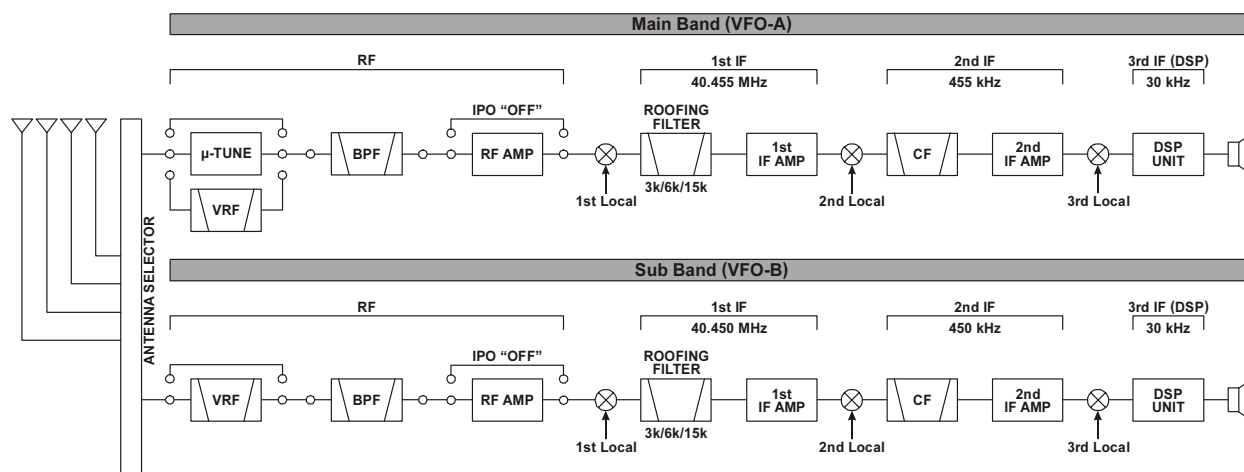 Main Band (VFO-A)
RF
1st IF
40.455 MHz
2nd IF
455 kHz
3rd IF (DSP)
30 kHz
IPO “OFF”
ROOFING
FILTER
µ-TUNE
BPF
RF AMP
1st
IF AMP
CF
2nd
IF AMP
DSP
UNIT
3k/6k/15k
VRF
1st Local
2nd Local
3rd Local
ANTENNA SELECTOR
Sub Band (VFO-B)
RF
1st IF
40.450 MHz
2nd IF
450 kHz
3rd IF (DSP)
30 kHz
IPO “OFF”
ROOFING
FILTER
VRF
BPF
RF AMP
1st
IF AMP
CF
2nd
IF AMP
DSP
UNIT
3k/6k/15k
1st Local
2nd Local
3rd Local